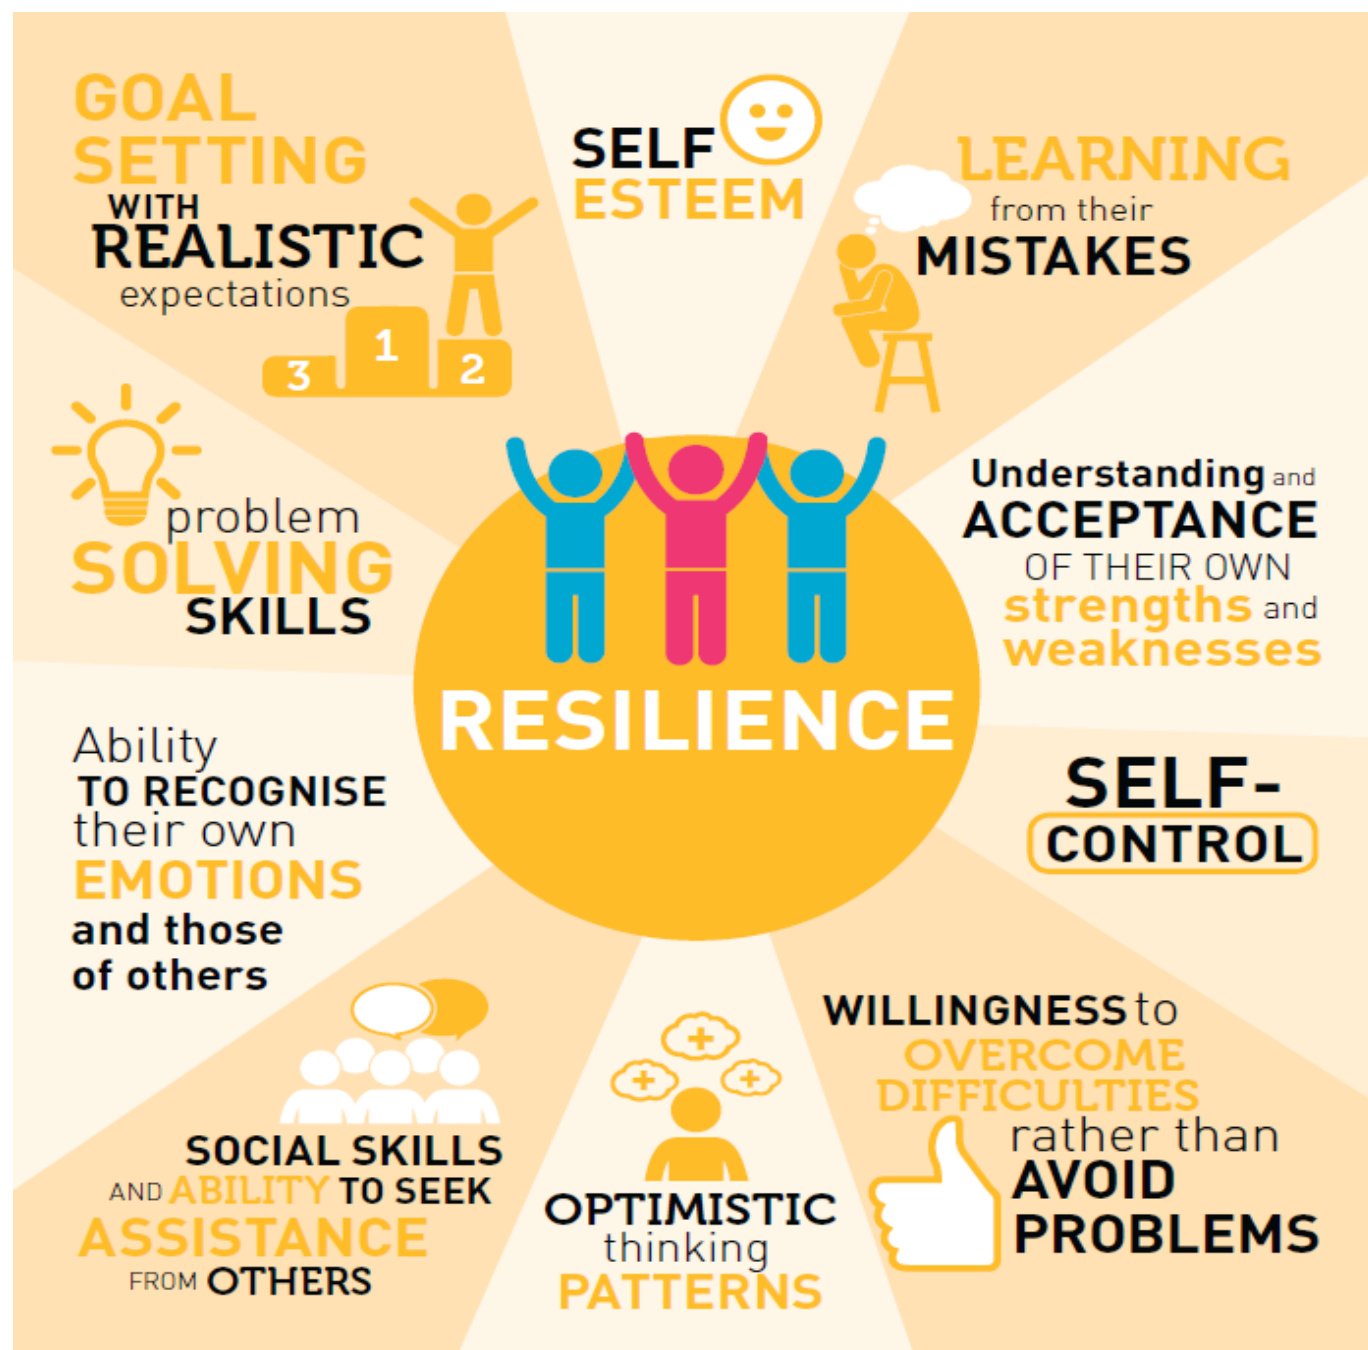 GOAL
SETTING
WITH
REALISTIC
expectations
3
1
2
SELF
ESTEEM
LEARNING
from their
MISTAKES
problem
SOLVING
SKILLS
Understanding and
ACCEPTANCE
OF THEIR OWN
strengths and
weaknesses
RESILIENCE
Ability
TO RECOGNISE
their own
EMOTIONS
and those
of others
SELF-
CONTROL
SOCIAL SKILLS
AND ABILITY TO SEEK
ASSISTANCE
FROM OTHERS
OPTIMISTIC
thinking
PATTERNS
WILLINGNESS to
OVERCOME
DIFFICULTIES
rather than
AVOID
PROBLEMS